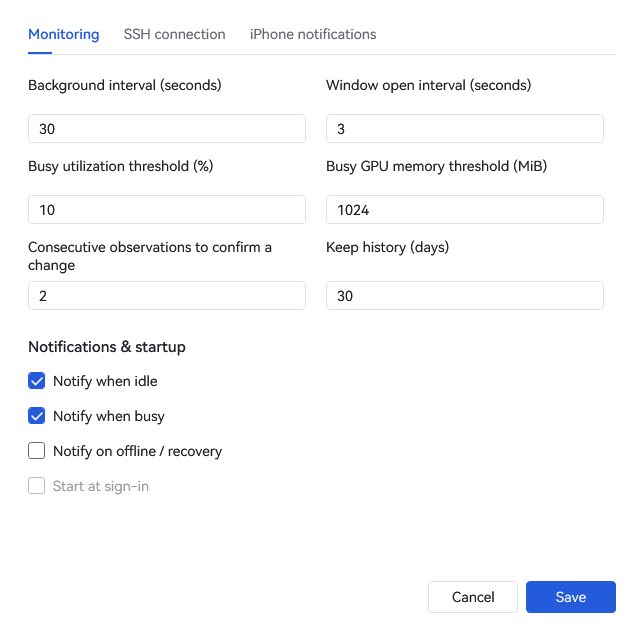 Monitoring SSH connection iPhone notifications
Background interval (seconds) Window open interval (seconds)
30 3
Busy utilization threshold (%) Busy GPU memory threshold (MiB)
10 1024
Consecutive observations to confirm a
change
Keep history (days)
2 30
Notifications & startup
Notify when idle
Notify when busy
Notify on offline / recovery
Start at sign-in
Cancel Save